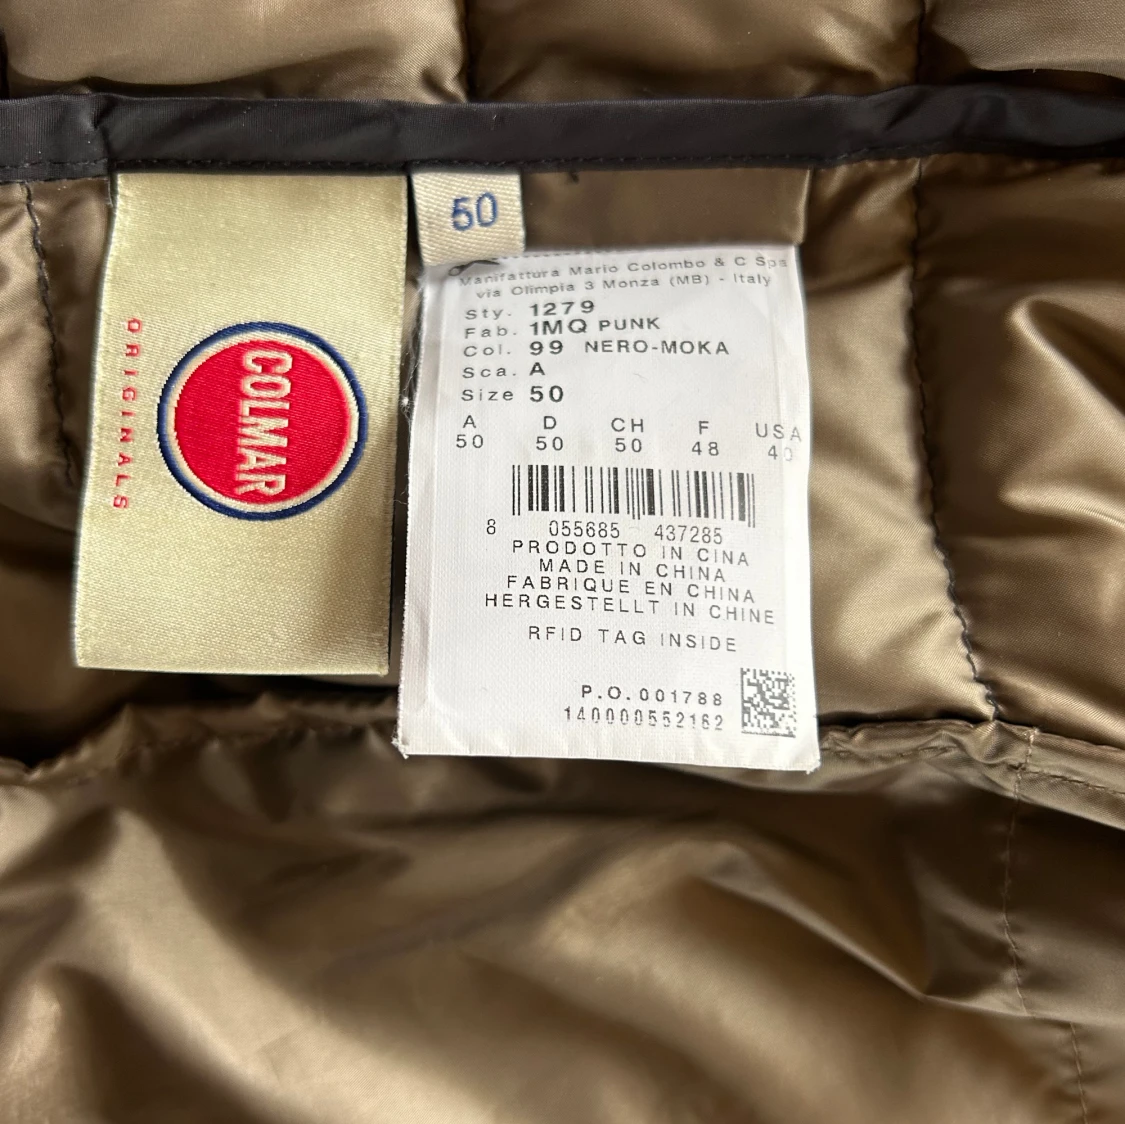 COLMAR
ORIGINALS
50
Manifattura Mario Colombo & C Spa
via Olimpia 3 Monza (MB) - Italy
Sty. 1279
Fab. 1MQ PUNK
Col. 99 NERO-MOKA
Sca. A
Size 50
A D CH F USA
50 50 50 48 40
8 055685 437285
PRODOTTO IN CINA
MADE IN CHINA
FABRIQUE EN CHINA
HERGESTELLT IN CHINE
RFID TAG INSIDE
P.O. 001788
140000552162